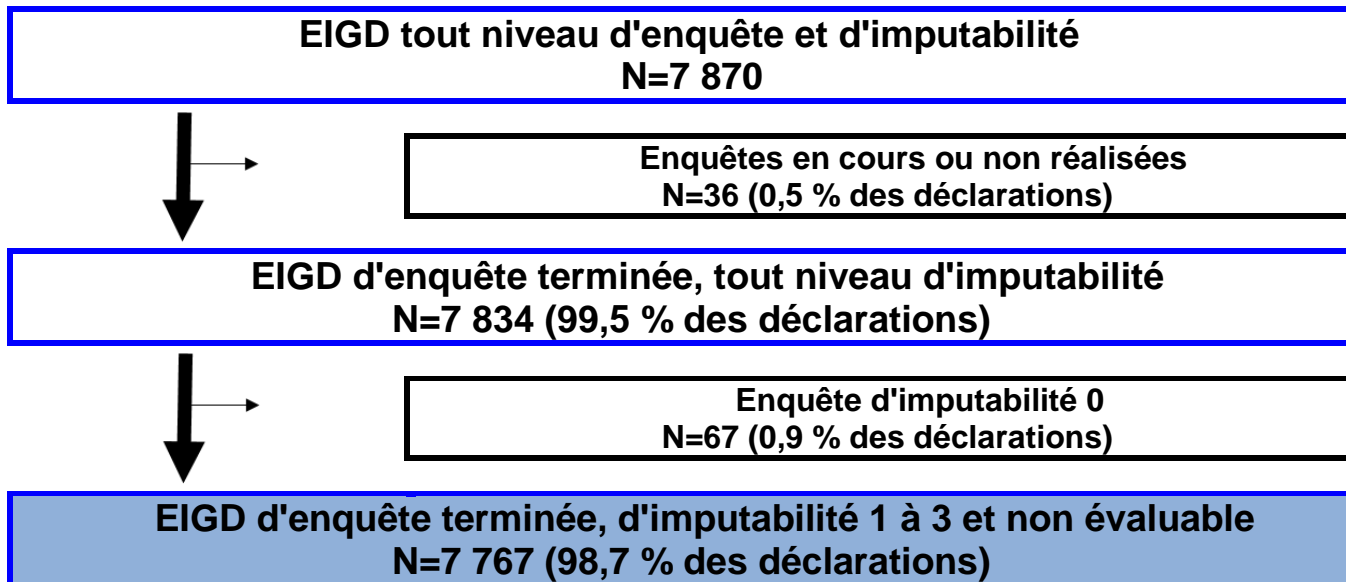 EIGD tout niveau d'enquête et d'imputabilité
N=7 870
Enquêtes en cours ou non réalisées
N=36 (0,5 % des déclarations)
EIGD d'enquête terminée, tout niveau d'imputabilité
N=7 834 (99,5 % des déclarations)
Enquête d'imputabilité 0
N=67 (0,9 % des déclarations)
EIGD d'enquête terminée, d'imputabilité 1 à 3 et non évaluable
N=7 767 (98,7 % des déclarations)